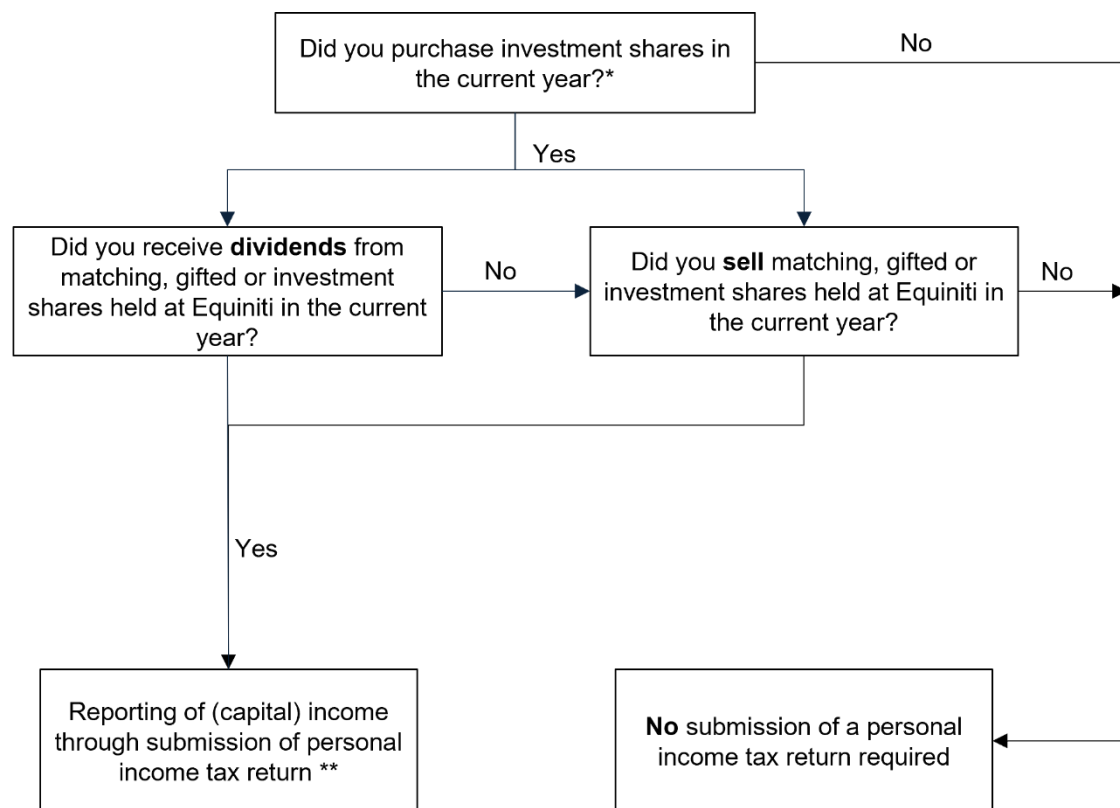 Did you purchase investment shares in
the current year?*
No
Yes
Did you receive dividends from
matching, gifted or investment
shares held at Equiniti in the current
year?
No
Did you sell matching, gifted or
investment shares held at Equiniti in
the current year?
No
Yes
Reporting of (capital) income
through submission of personal
income tax return **
No submission of a personal
income tax return required